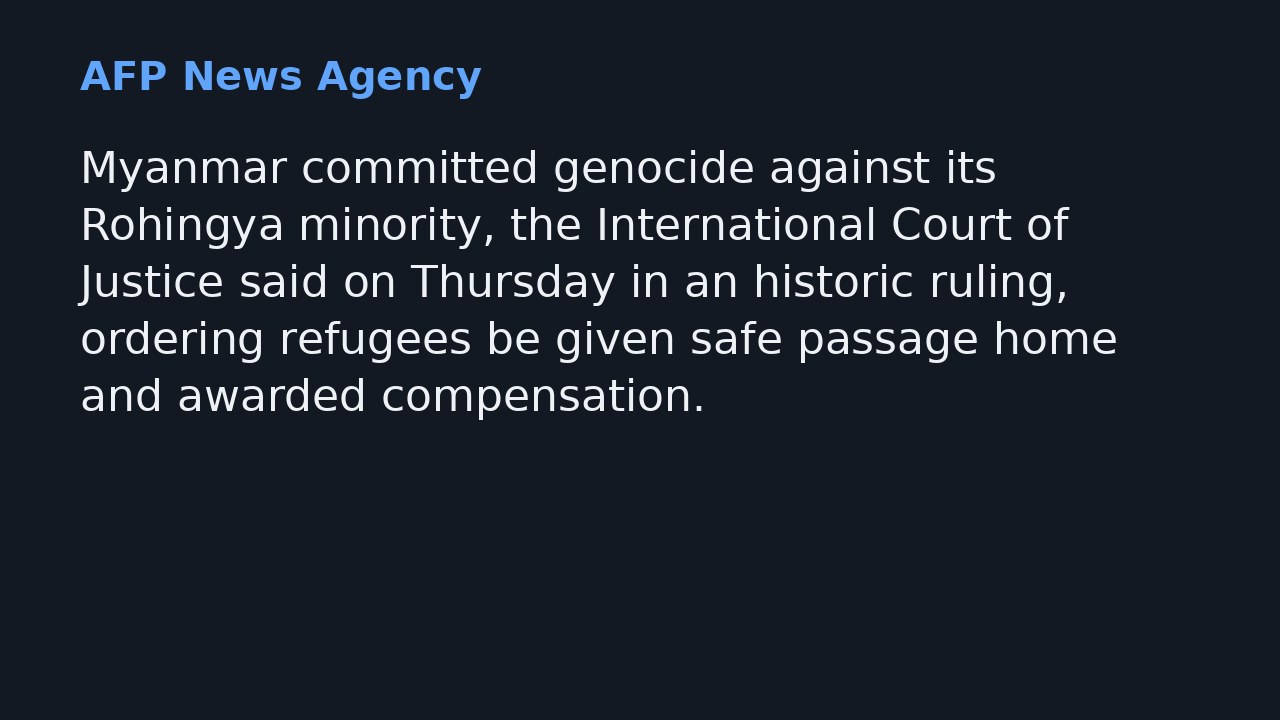 AFP News Agency
Myanmar committed genocide against its
Rohingya minority, the International Court of
Justice said on Thursday in an historic ruling,
ordering refugees be given safe passage home
and awarded compensation.